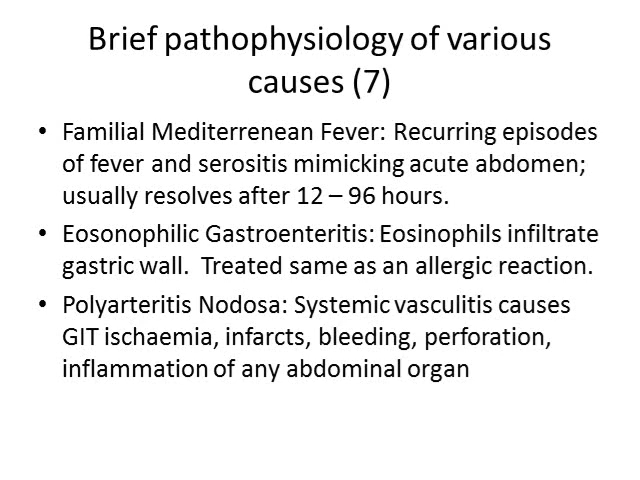 Brief pathophysiology of various
causes (7)
• Familial Mediterrenean Fever: Recurring episodes
of fever and serositis mimicking acute abdomen;
usually resolves after 12 – 96 hours.
• Eosonophilic Gastroenteritis: Eosinophils infiltrate
gastric wall.  Treated same as an allergic reaction.
• Polyarteritis Nodosa: Systemic vasculitis causes
GIT ischaemia, infarcts, bleeding, perforation,
inflammation of any abdominal organ